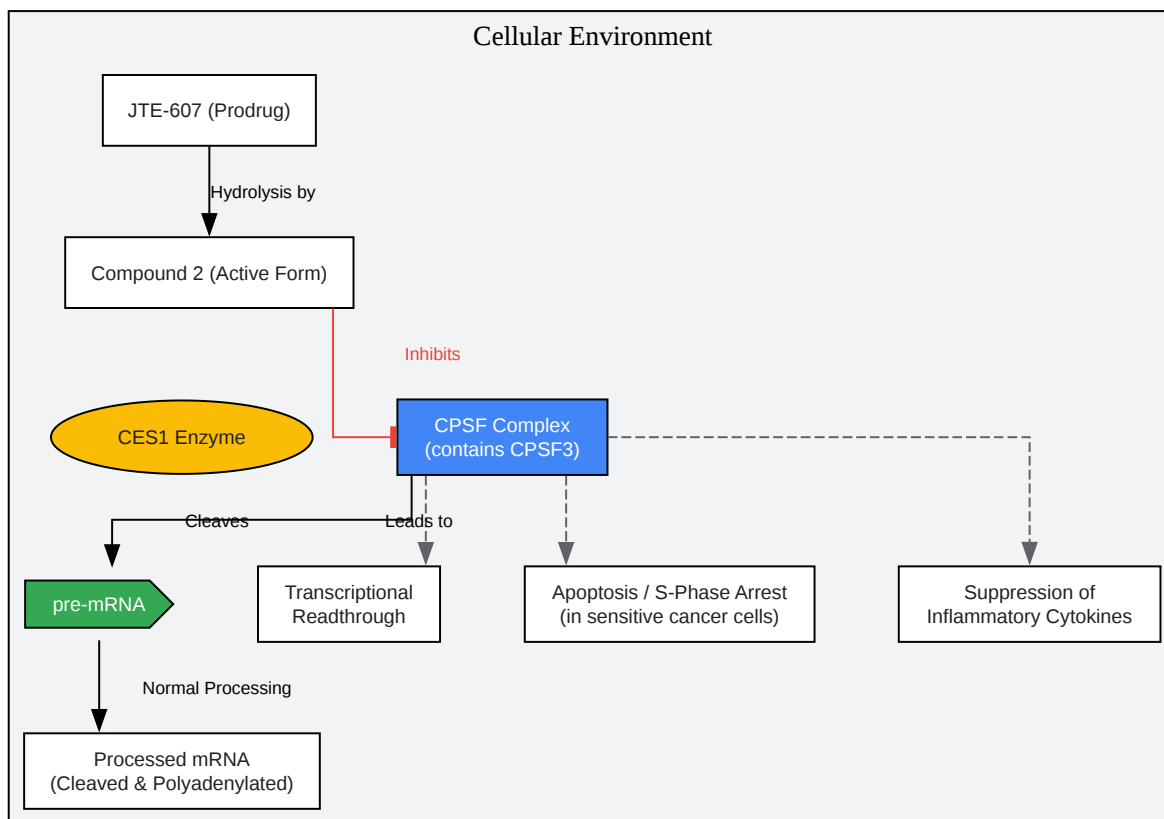 Cellular Environment
JTE-607 (Prodrug)
Hydrolysis by
Compound 2 (Active Form)
Inhibits
CES1 Enzyme
CPSF Complex
(contains CPSF3)
Cleaves
Leads to
pre-mRNA
Transcriptional
Readthrough
Apoptosis / S-Phase Arrest
(in sensitive cancer cells)
Suppression of
Inflammatory Cytokines
Normal Processing
Processed mRNA
(Cleaved & Polyadenylated)